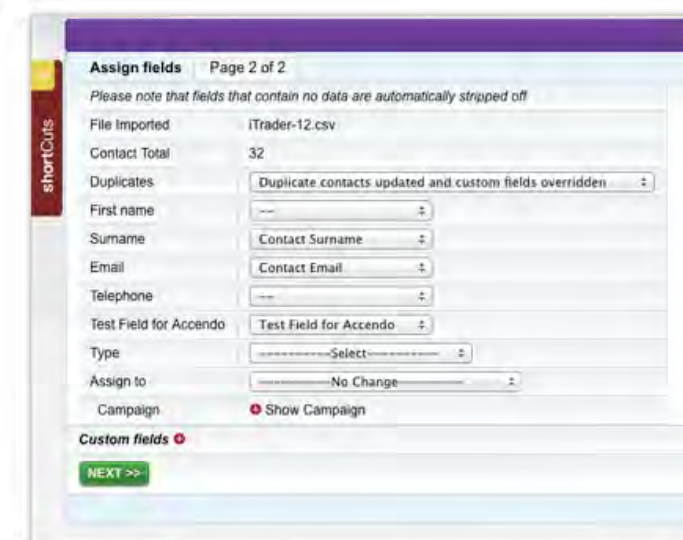 Assign fields Page 2 of 2
Please note that fields that contain no data are automatically stripped off
File Imported iTrader-12.csv
Contact Total 32
shortCuts
Duplicates Duplicate contacts updated and custom fields overridden
First name --
Surname Contact Surname
Email Contact Email
Telephone --
Test Field for Accendo Test Field for Accendo
Type -----------Select-----------
Assign to -----------No Change-----------
Campaign Show Campaign
Custom fields
NEXT >>